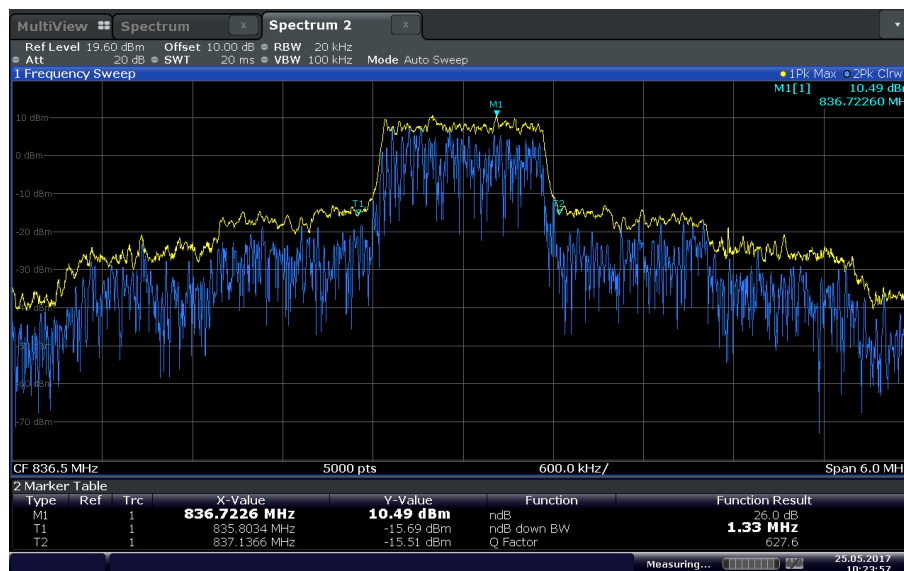 MultiView Spectrum x Spectrum 2 x
Ref Level 19.60 dBm Offset 10.00 dB RBW 20 kHz
Att 20 dB SWT 20 ms VBW 100 kHz Mode Auto Sweep
1 Frequency Sweep 1Pk Max 2Pk Clrw
M1[1] 10.49 dBm
836.72260 MH
M1
10 dBm
0 dBm
-10 dBm
T1 T2
-20 dBm
-30 dBm
-60 dBm
-70 dBm
CF 836.5 MHz 5000 pts 600.0 kHz/ Span 6.0 MH
2 Marker Table
Type Ref Trc X-Value Y-Value Function Function Result
M1 1 836.7226 MHz 10.49 dBm ndB 26.0 dB
T1 1 835.8034 MHz -15.69 dBm ndB down BW 1.33 MHz
T2 1 837.1366 MHz -15.51 dBm Q Factor 627.6
Measuring... 25.05.2017
10:23:57